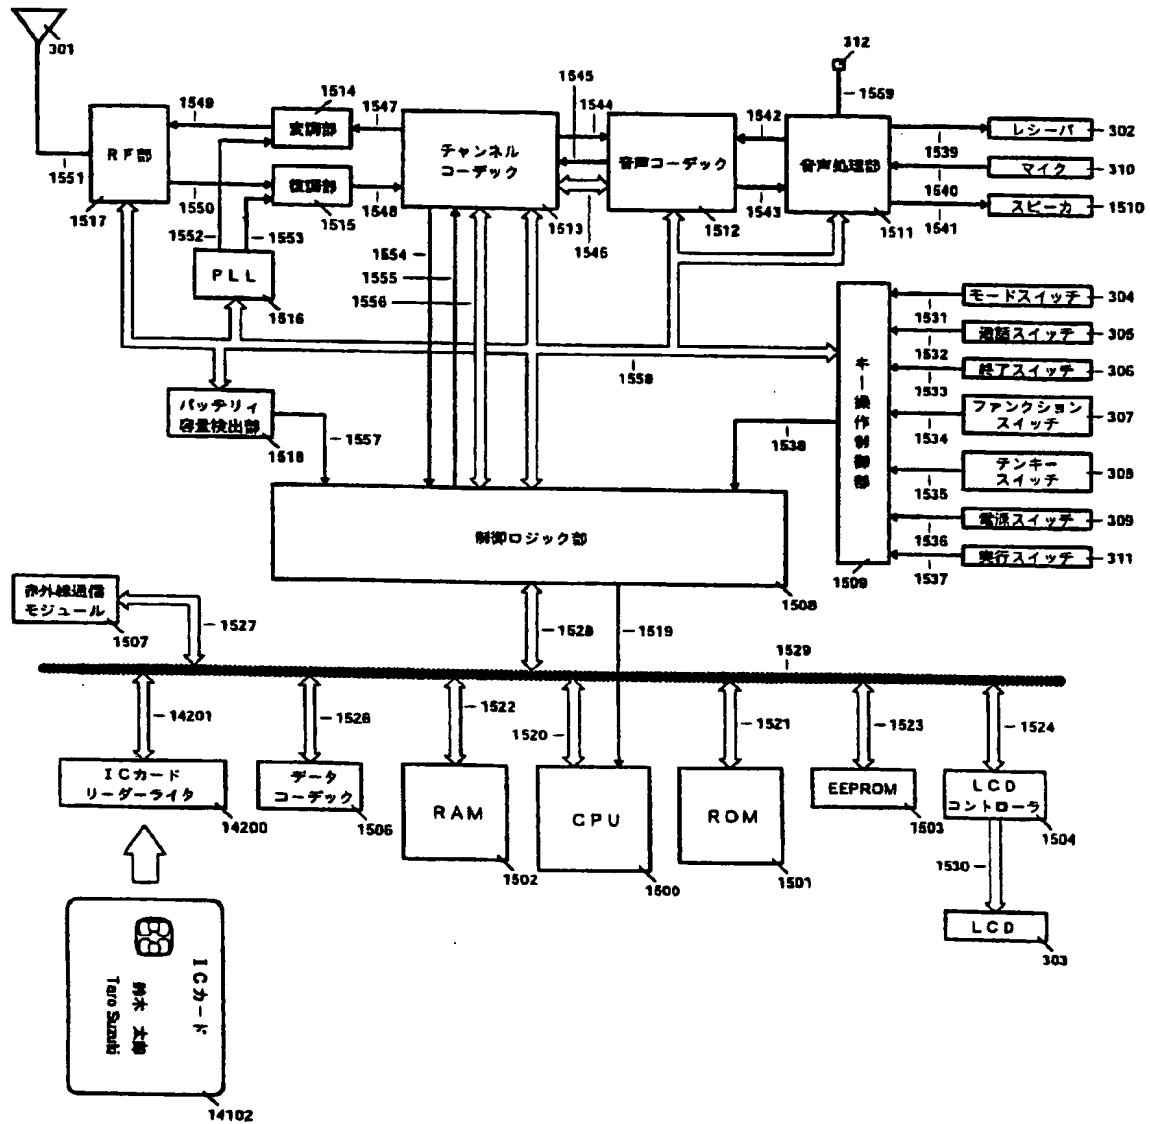 301
312
1559
1549
1514
変調部
1547
1545
1544
1542
RF部
チャンネル
コーデック
音声コーデック
音声処理部
レシーバ
302
1539
マイク
310
1540
スピーカ
1510
1541
1551
1517
1550
復調部
1515
1548
1513
1546
1512
1543
1511
1552
1553
PLL
1516
1554
1555
1556
モードスイッチ
304
1531
通話スイッチ
305
1532
終了スイッチ
306
1533
ファンクション
スイッチ
307
1534
テンキー
スイッチ
308
1535
電源スイッチ
309
1536
実行スイッチ
311
1537
キー操作制御部
1509
1558
1538
バッテリィ
容量検出部
1518
1557
制御ロジック部
1508
赤外線通信
モジュール
1507
1527
1528
1519
1529
14201
1526
1522
1520
1521
1523
1524
ICカード
リーダーライタ
14200
データ
コーデック
1506
RAM
1502
CPU
1500
ROM
1501
EEPROM
1503
LCD
コントローラ
1504
1530
LCD
303
ICカード
鈴木 太郎
Taro Suzuki
14102